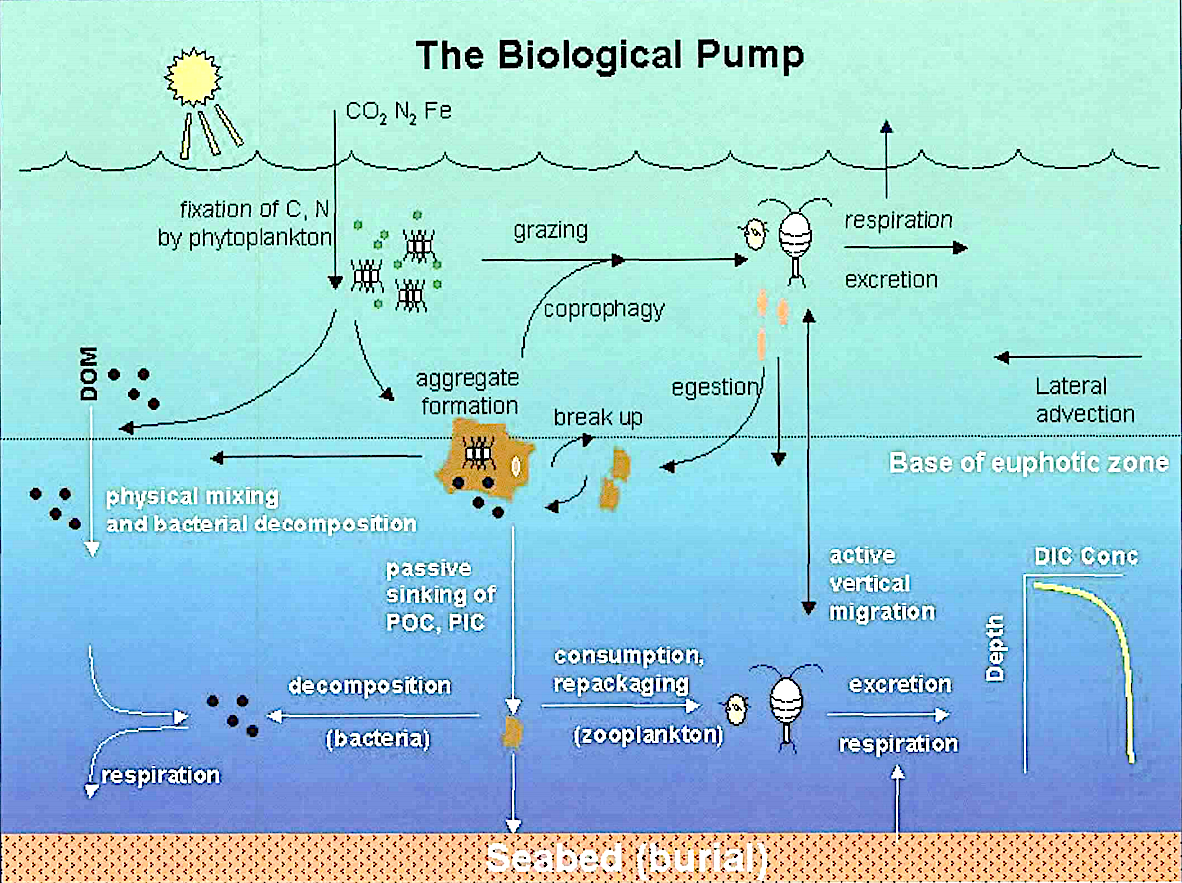 The Biological Pump
CO₂ N₂ Fe
fixation of C, N
by phytoplankton
grazing
respiration
excretion
coprophagy
DOM
aggregate
formation
egestion
Lateral
advection
break up
Base of euphotic zone
physical mixing
and bacterial decomposition
passive
sinking of
POC, PIC
active
vertical
migration
DIC Conc
Depth
consumption,
repackaging
(zooplankton)
decomposition
(bacteria)
excretion
respiration
respiration
Seabed (burial)